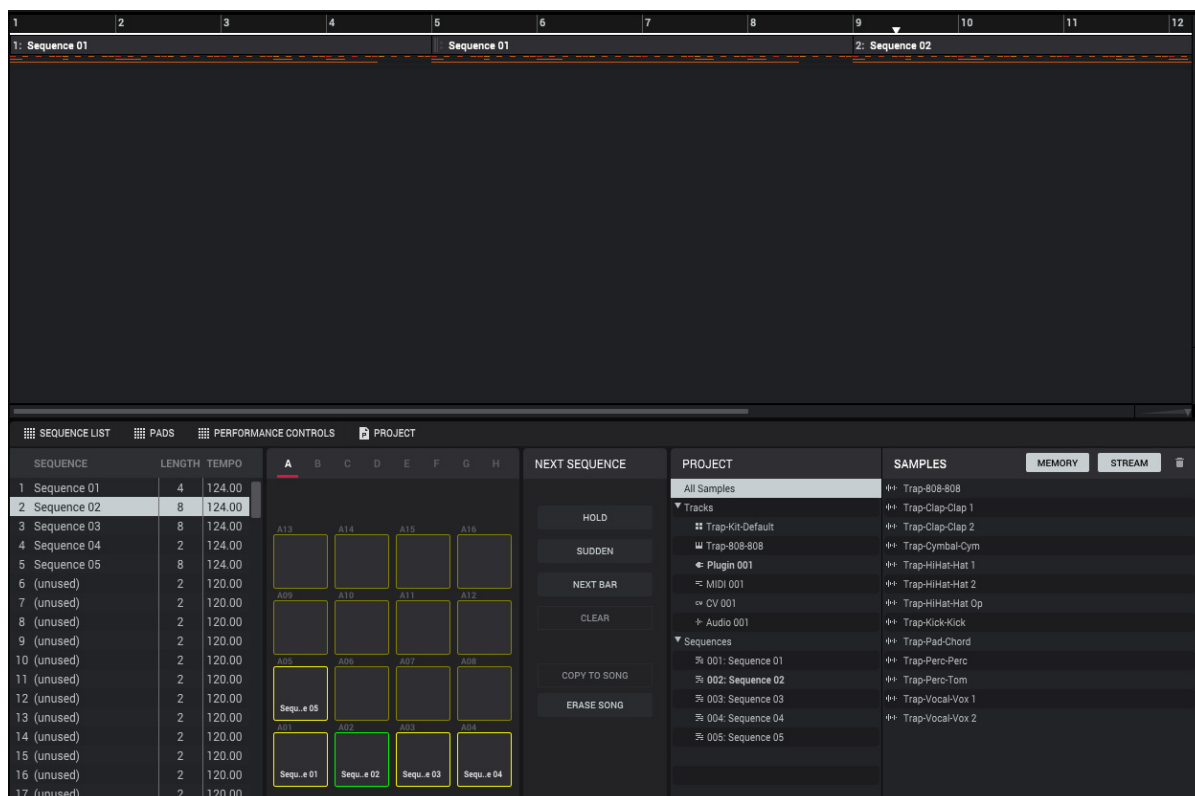 1 2 3 4 5 6 7 8 9 10 11 12
1: Sequence 01 Sequence 01 2: Sequence 02
SEQUENCE LIST PADS PERFORMANCE CONTROLS PROJECT
SEQUENCE LENGTH TEMPO
1 Sequence 01 4 124.00
2 Sequence 02 8 124.00
3 Sequence 03 8 124.00
4 Sequence 04 2 124.00
5 Sequence 05 8 124.00
6 (unused) 2 120.00
7 (unused) 2 120.00
8 (unused) 2 120.00
9 (unused) 2 120.00
10 (unused) 2 120.00
11 (unused) 2 120.00
12 (unused) 2 120.00
13 (unused) 2 120.00
14 (unused) 2 120.00
15 (unused) 2 120.00
16 (unused) 2 120.00
17 (unused) 2 120.00
A B C D E F G H
A13 A14 A15 A16
A09 A10 A11 A12
A05 A06 A07 A08
Sequ..e 05
A01 A02 A03 A04
Sequ..e 01 Sequ..e 02 Sequ..e 03 Sequ..e 04
NEXT SEQUENCE
HOLD
SUDDEN
NEXT BAR
CLEAR
COPY TO SONG
ERASE SONG
PROJECT
All Samples
Tracks
Trap-Kit-Default
Trap-808-808
Plugin 001
MIDI 001
CV CV 001
Audio 001
Sequences
001: Sequence 01
002: Sequence 02
003: Sequence 03
004: Sequence 04
005: Sequence 05
SAMPLES MEMORY STREAM
Trap-808-808
Trap-Clap-Clap 1
Trap-Clap-Clap 2
Trap-Cymbal-Cym
Trap-HiHat-Hat 1
Trap-HiHat-Hat 2
Trap-HiHat-Hat Op
Trap-Kick-Kick
Trap-Pad-Chord
Trap-Perc-Perc
Trap-Perc-Tom
Trap-Vocal-Vox 1
Trap-Vocal-Vox 2